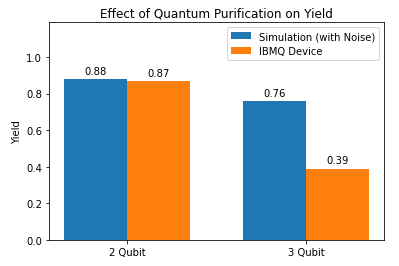 Effect of Quantum Purification on Yield
Simulation (with Noise)
IBMQ Device
Yield
1.0
0.8
0.6
0.4
0.2
0.0
0.88
0.87
0.76
0.39
2 Qubit
3 Qubit